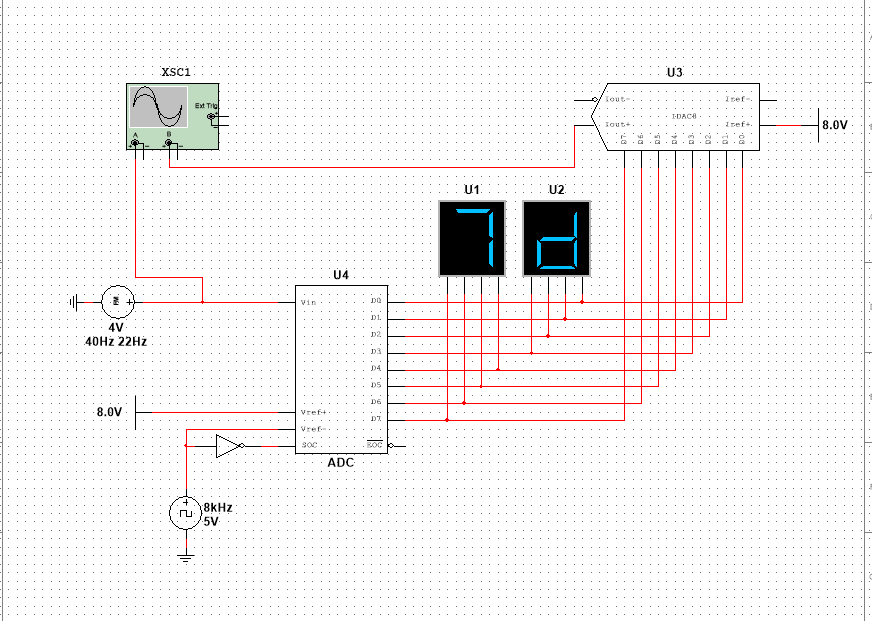 XSC1
Ext Trig
+
-
A
B
+ - + -
U3
Iout-
Iref-
IDAC8
Iout+
Iref+
8.0V
D7 D6 D5 D4 D3 D2 D1 D0
U1
U2
7
d
U4
FM
+
4V
40Hz 22Hz
Vin
D0
D1
D2
D3
D4
D5
D6
D7
8.0V
Vref+
Vref-
SOC
EOC
ADC
+
8kHz
5V